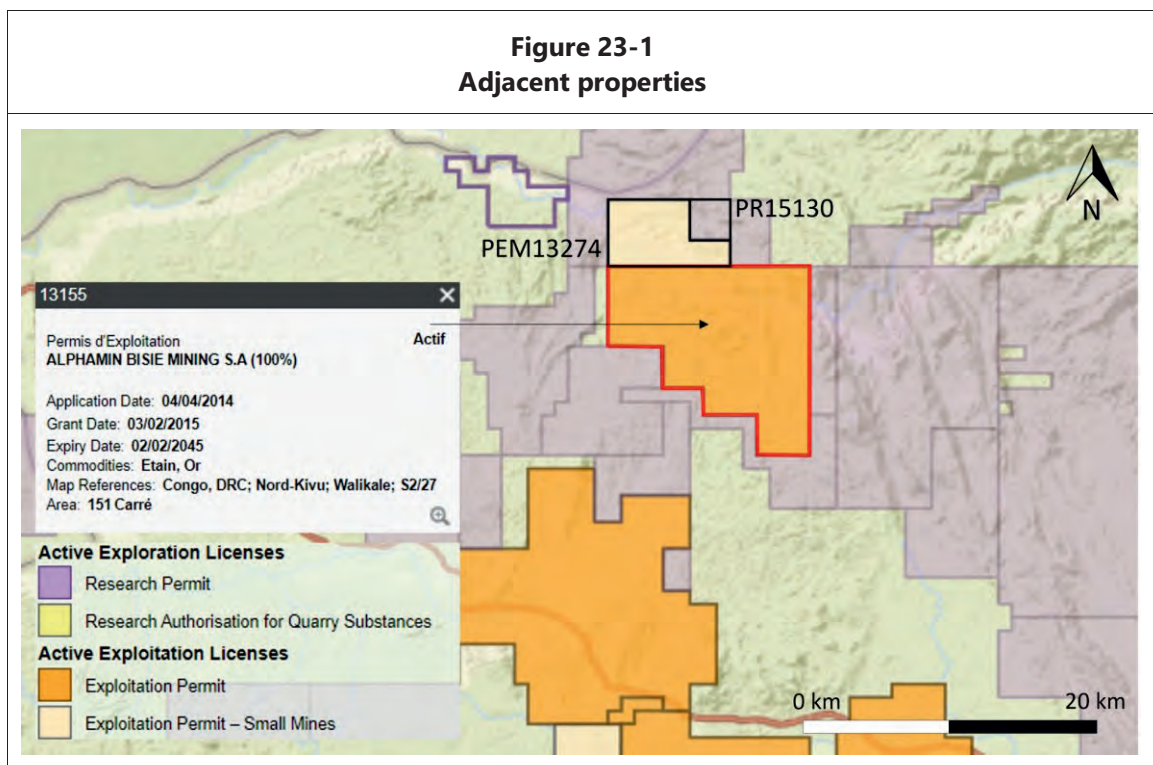 Figure 23-1
Adjacent properties
N
PR15130
PEM13274
13155
Permis d'Exploitation Actif
ALPHAMIN BISIE MINING S.A (100%)
Application Date: 04/04/2014
Grant Date: 03/02/2015
Expiry Date: 02/02/2045
Commodities: Etain, Or
Map References: Congo, DRC; Nord-Kivu; Walikale; S2/27
Area: 151 Carré
Active Exploration Licenses
Research Permit
Research Authorisation for Quarry Substances
Active Exploitation Licenses
Exploitation Permit
Exploitation Permit – Small Mines
0 km 20 km